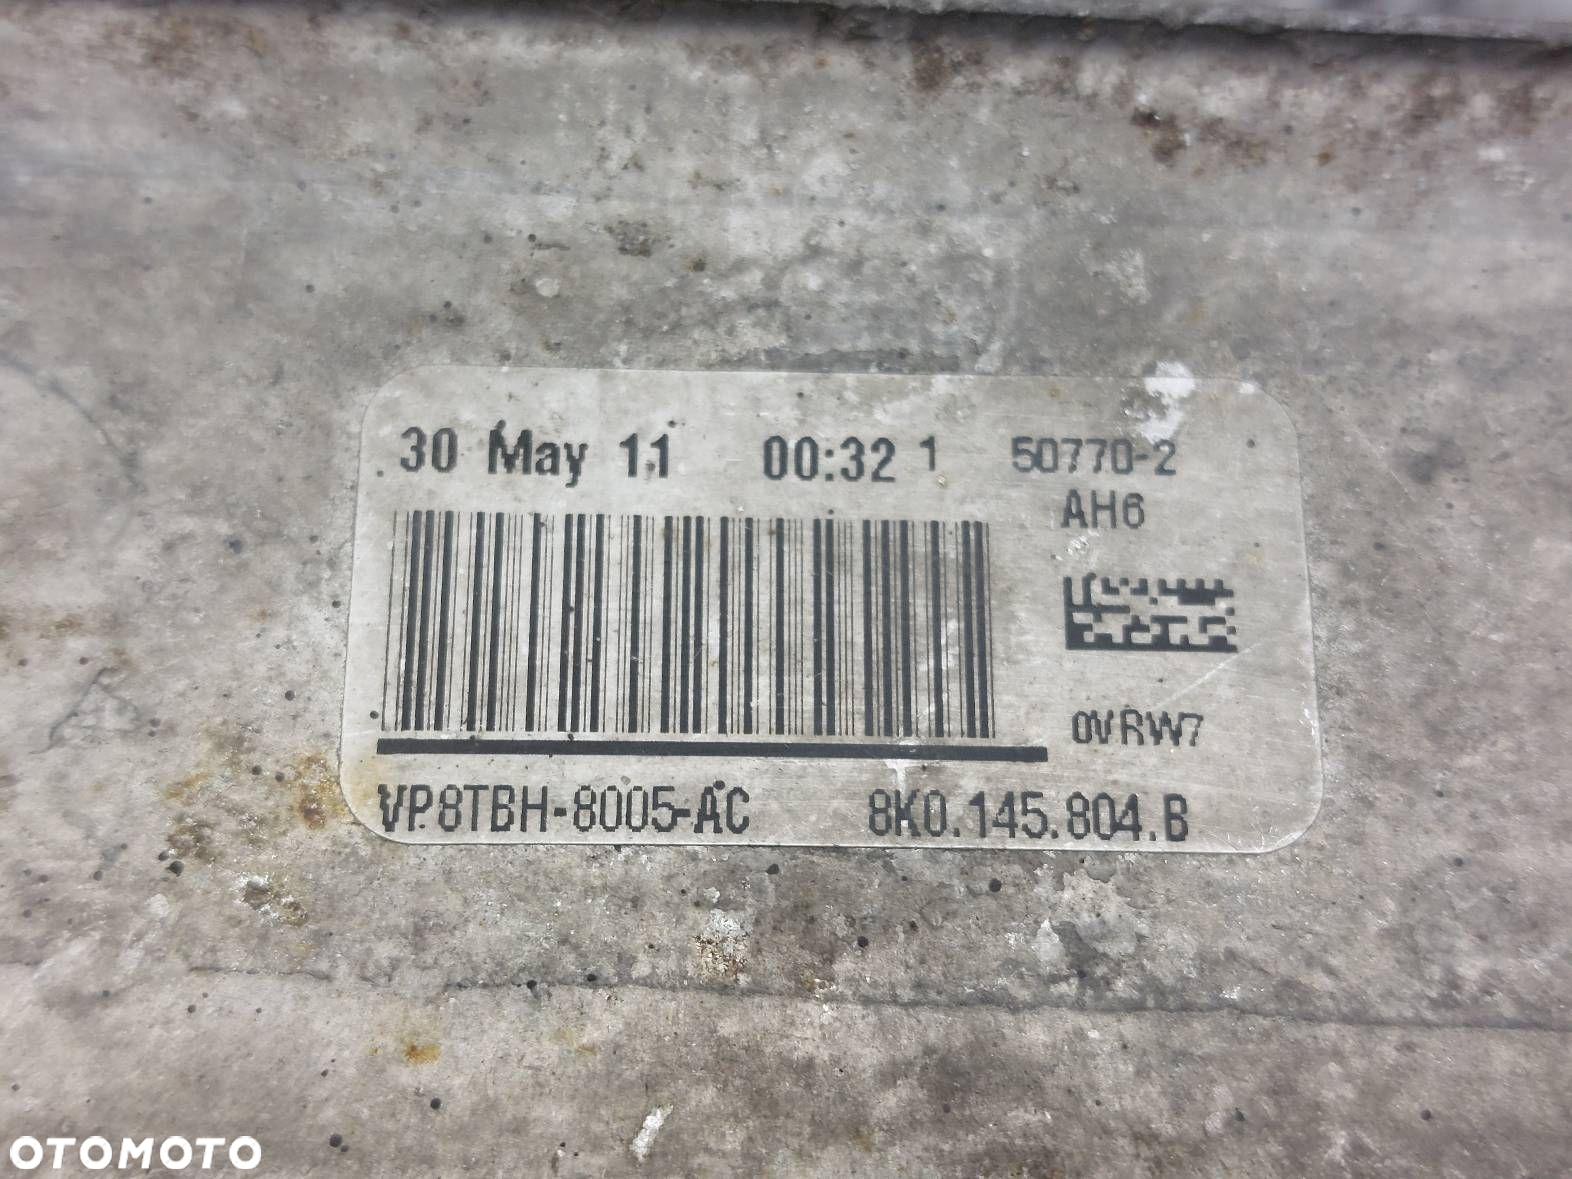 30 May 11 00:32 1 50770-2
AH6
0VRW7
VP8TBH-8005-AC 8K0.145.804.B
OTOMOTO